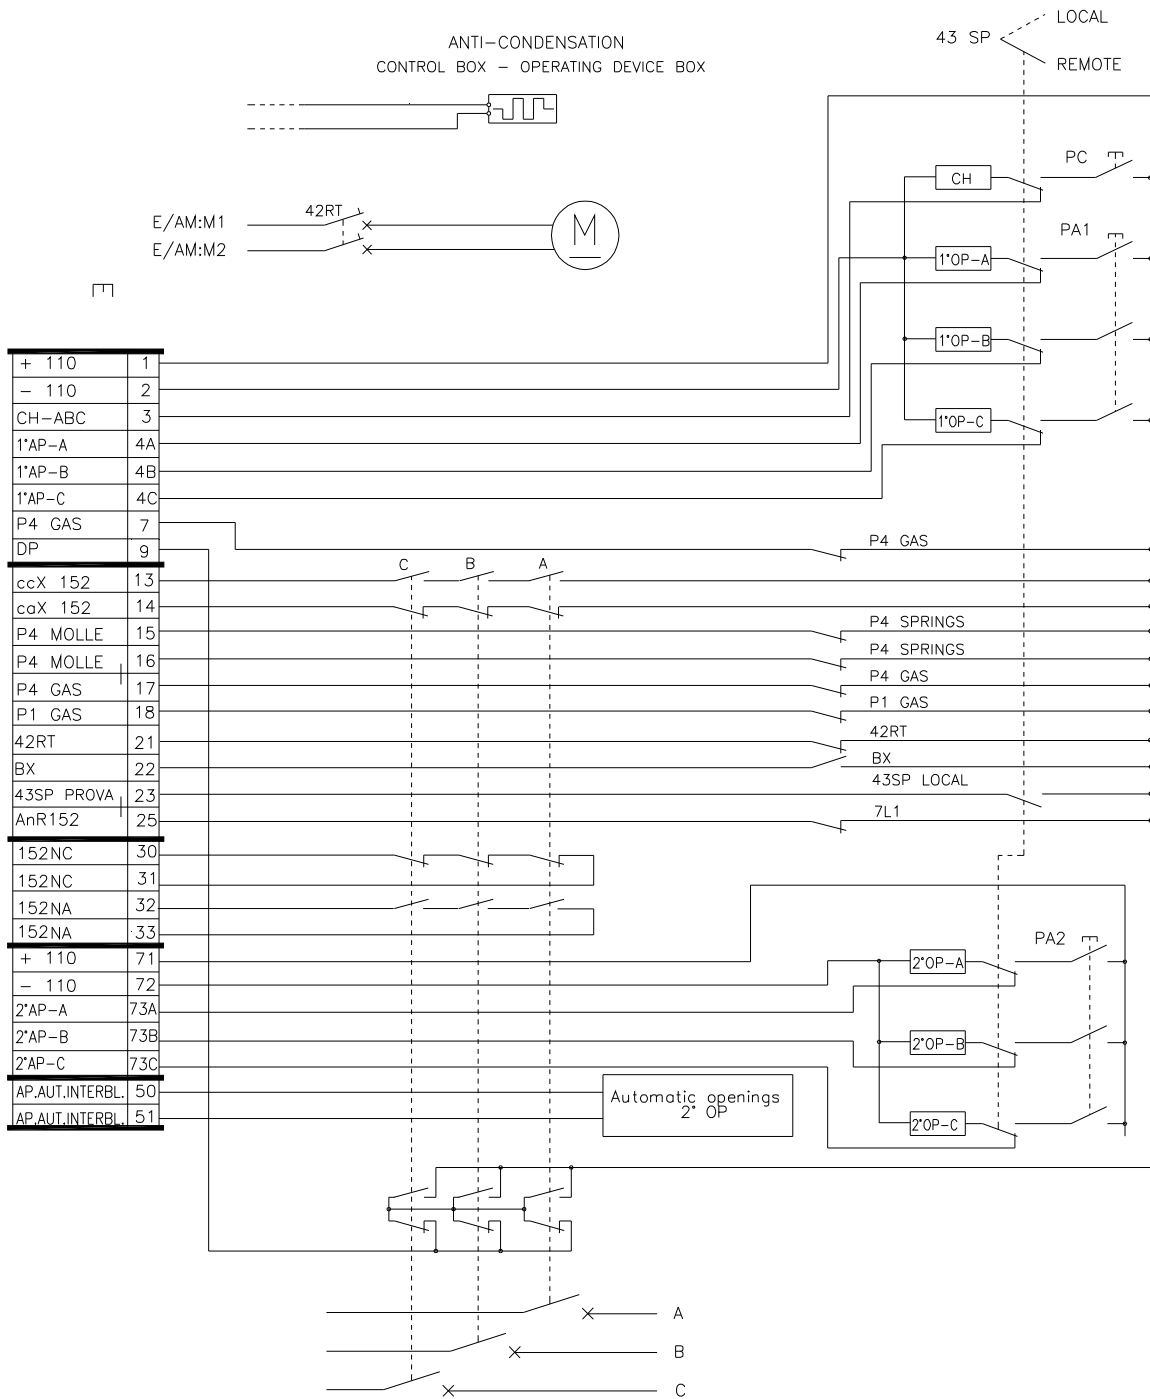 LOCAL
43 SP
REMOTE
ANTI-CONDENSATION
CONTROL BOX - OPERATING DEVICE BOX
PC
CH
42RT
E/AM:M1
M
E/AM:M2
PA1
1°OP-A
1°OP-B
1°OP-C
E
+ 110 1
- 110 2
CH-ABC 3
1°AP-A 4A
1°AP-B 4B
1°AP-C 4C
P4 GAS 7
P4 GAS
DP 9
C B A
ccX 152 13
caX 152 14
P4 SPRINGS
P4 MOLLE 15
P4 SPRINGS
P4 MOLLE 16
P4 GAS
P4 GAS 17
P1 GAS
P1 GAS 18
42RT
42RT 21
BX
BX 22
43SP LOCAL
43SP PROVA 23
7L1
AnR152 25
152NC 30
152NC 31
152NA 32
152NA 33
PA2
+ 110 71
2°OP-A
- 110 72
2°AP-A 73A
2°AP-B 73B
2°OP-B
2°AP-C 73C
AP.AUT.INTERBL. 50
AP.AUT.INTERBL. 51
Automatic openings
2° OP
2°OP-C
A
B
C